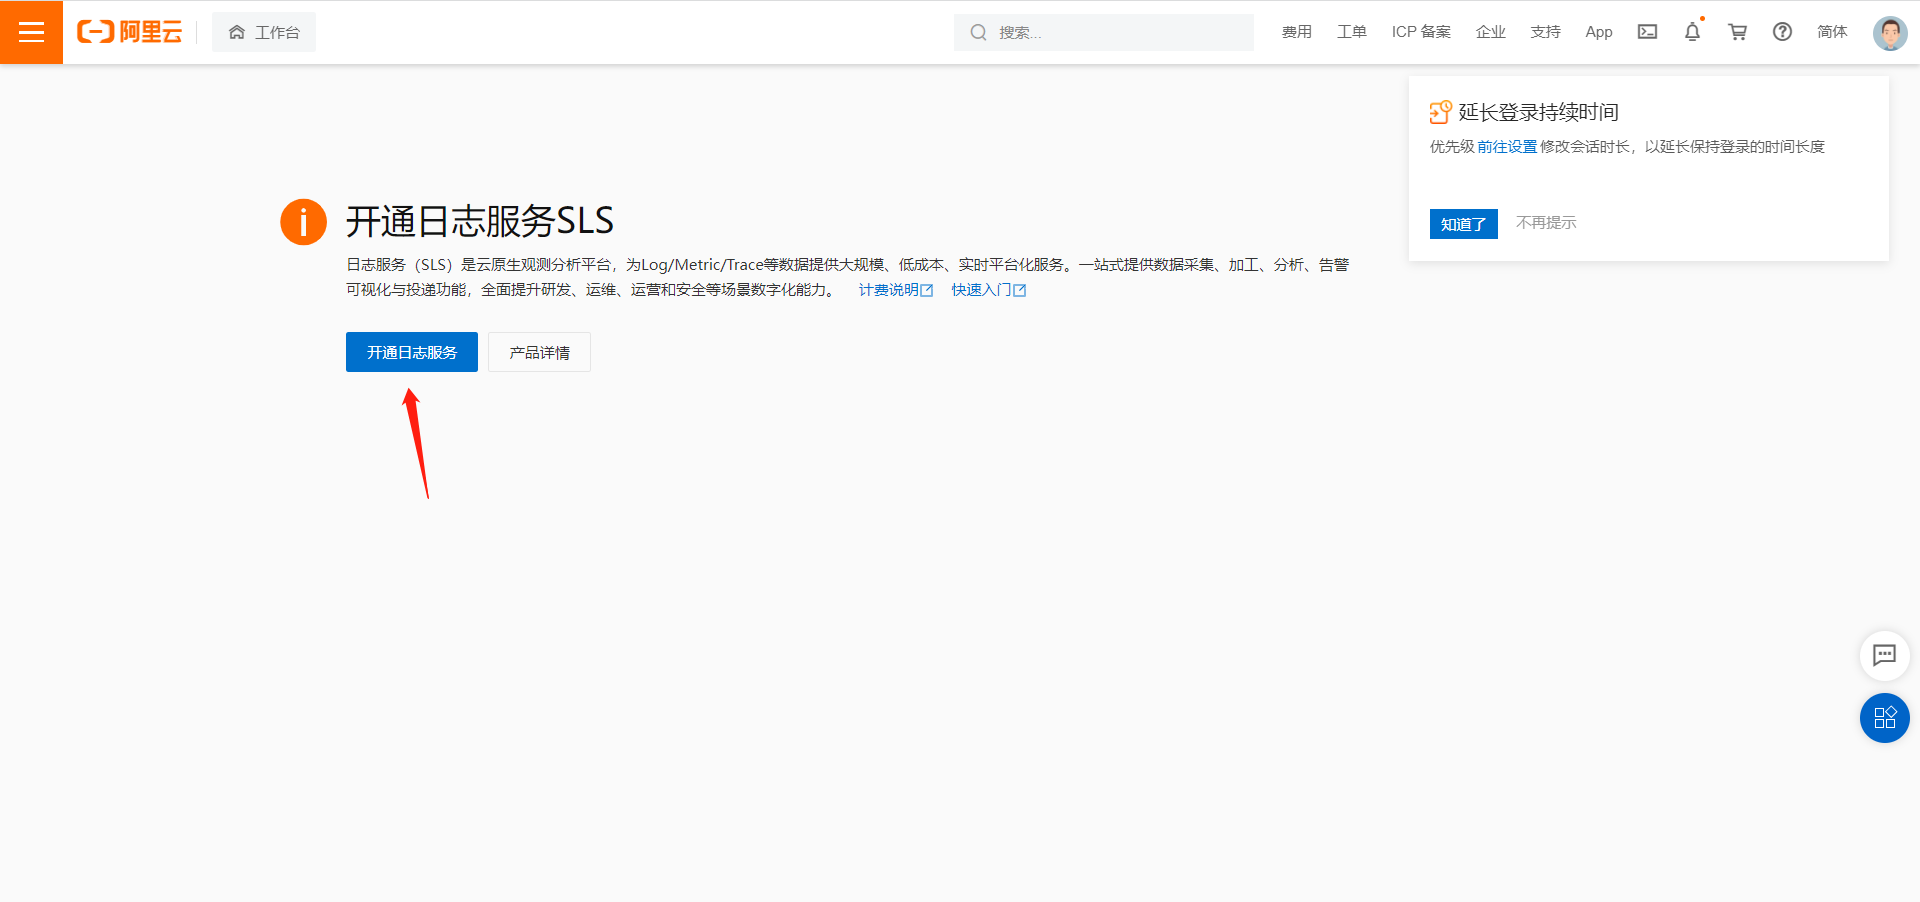 阿里云
工作台
搜索...
费用
工单
ICP 备案
企业
支持
App
简体
延长登录持续时间
优先级 前往设置 修改会话时长，以延长保持登录的时间长度
知道了
不再提示
开通日志服务SLS
日志服务（SLS）是云原生观测分析平台，为Log/Metric/Trace等数据提供大规模、低成本、实时平台化服务。一站式提供数据采集、加工、分析、告警
可视化与投递功能，全面提升研发、运维、运营和安全等场景数字化能力。 计费说明 快速入门
开通日志服务
产品详情